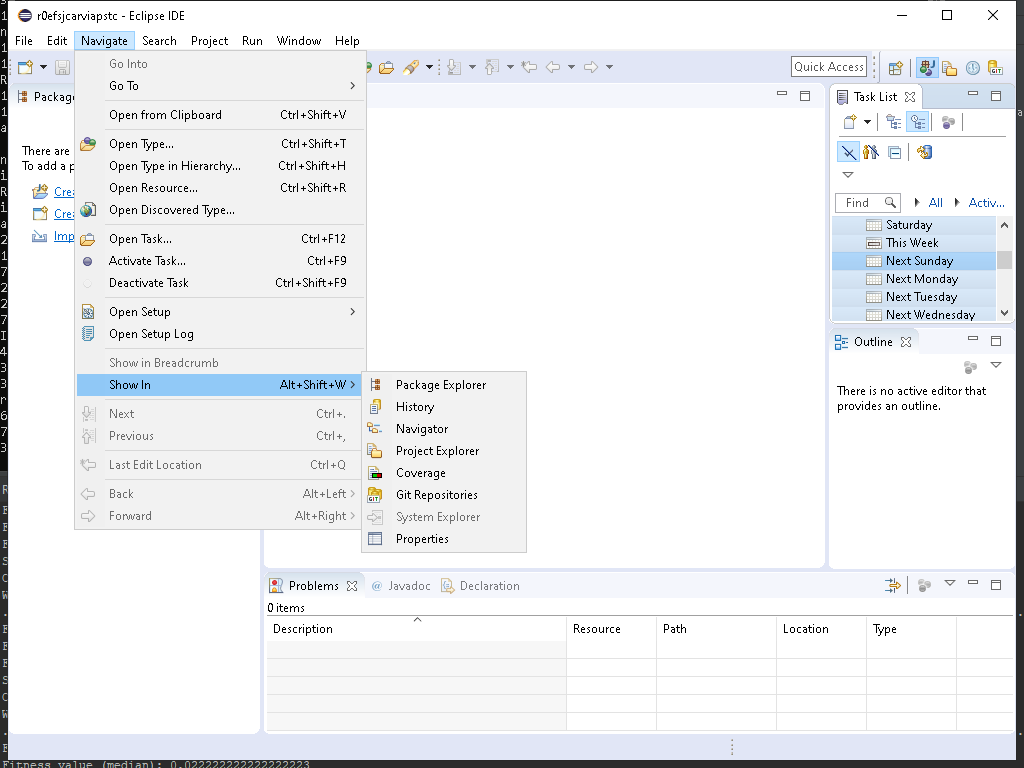 r0efsjcarviapstc - Eclipse IDE
File Edit Navigate Search Project Run Window Help
Quick Access
Go Into
Go To
Open from Clipboard Ctrl+Shift+V
Open Type... Ctrl+Shift+T
Open Type in Hierarchy... Ctrl+Shift+H
Open Resource... Ctrl+Shift+R
Open Discovered Type...
Open Task... Ctrl+F12
Activate Task... Ctrl+F9
Deactivate Task Ctrl+Shift+F9
Open Setup
Open Setup Log
Show in Breadcrumb
Show In Alt+Shift+W
Next Ctrl+.
Previous Ctrl+,
Last Edit Location Ctrl+Q
Back Alt+Left
Forward Alt+Right
Package Explorer
History
Navigator
Project Explorer
Coverage
GIT Git Repositories
System Explorer
Properties
Packag
There are
To add a p
Crea
Crea
Imp
GIT
Task List
Find All Activ...
Saturday
This Week
Next Sunday
Next Monday
Next Tuesday
Next Wednesday
Outline
There is no active editor that
provides an outline.
Problems @ Javadoc Declaration
0 items
Description Resource Path Location Type
Fitness value (median): 0.022222222222222223